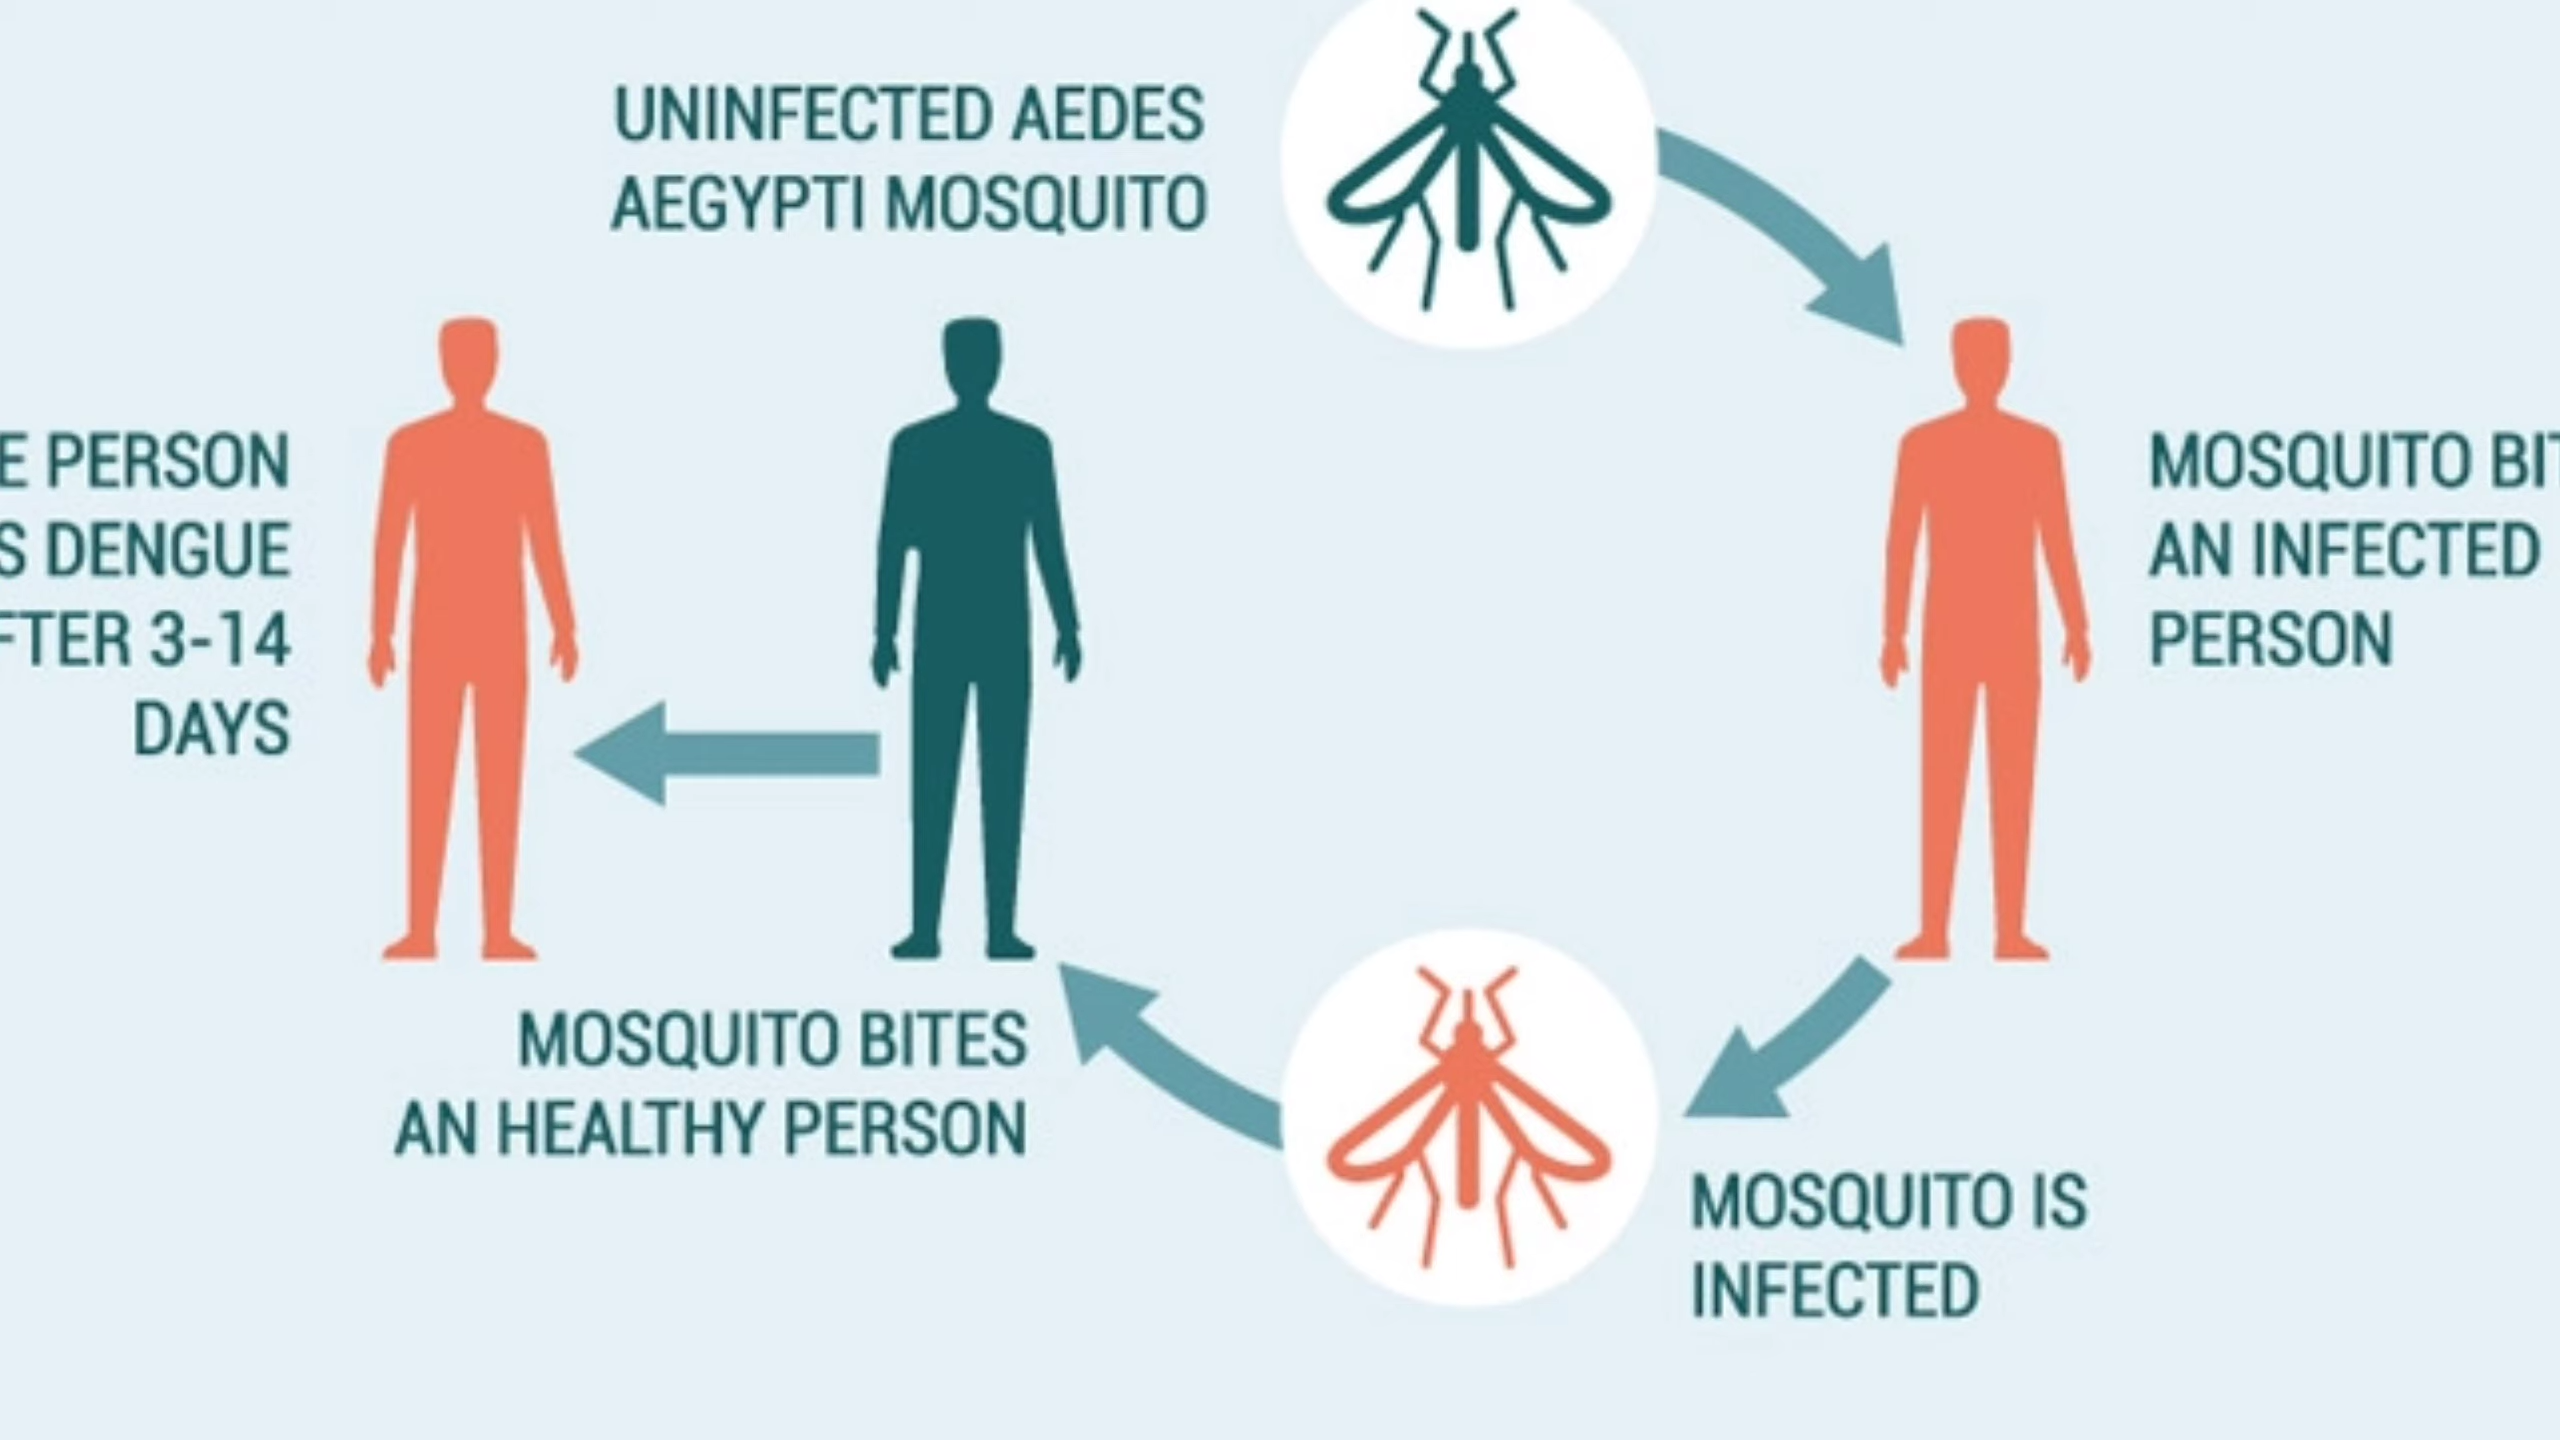 UNINFECTED AEDES
AEGYPTI MOSQUITO
MOSQUITO BIT
AN INFECTED
PERSON
MOSQUITO IS
INFECTED
MOSQUITO BITES
AN HEALTHY PERSON
E PERSON
S DENGUE
FTER 3-14
DAYS